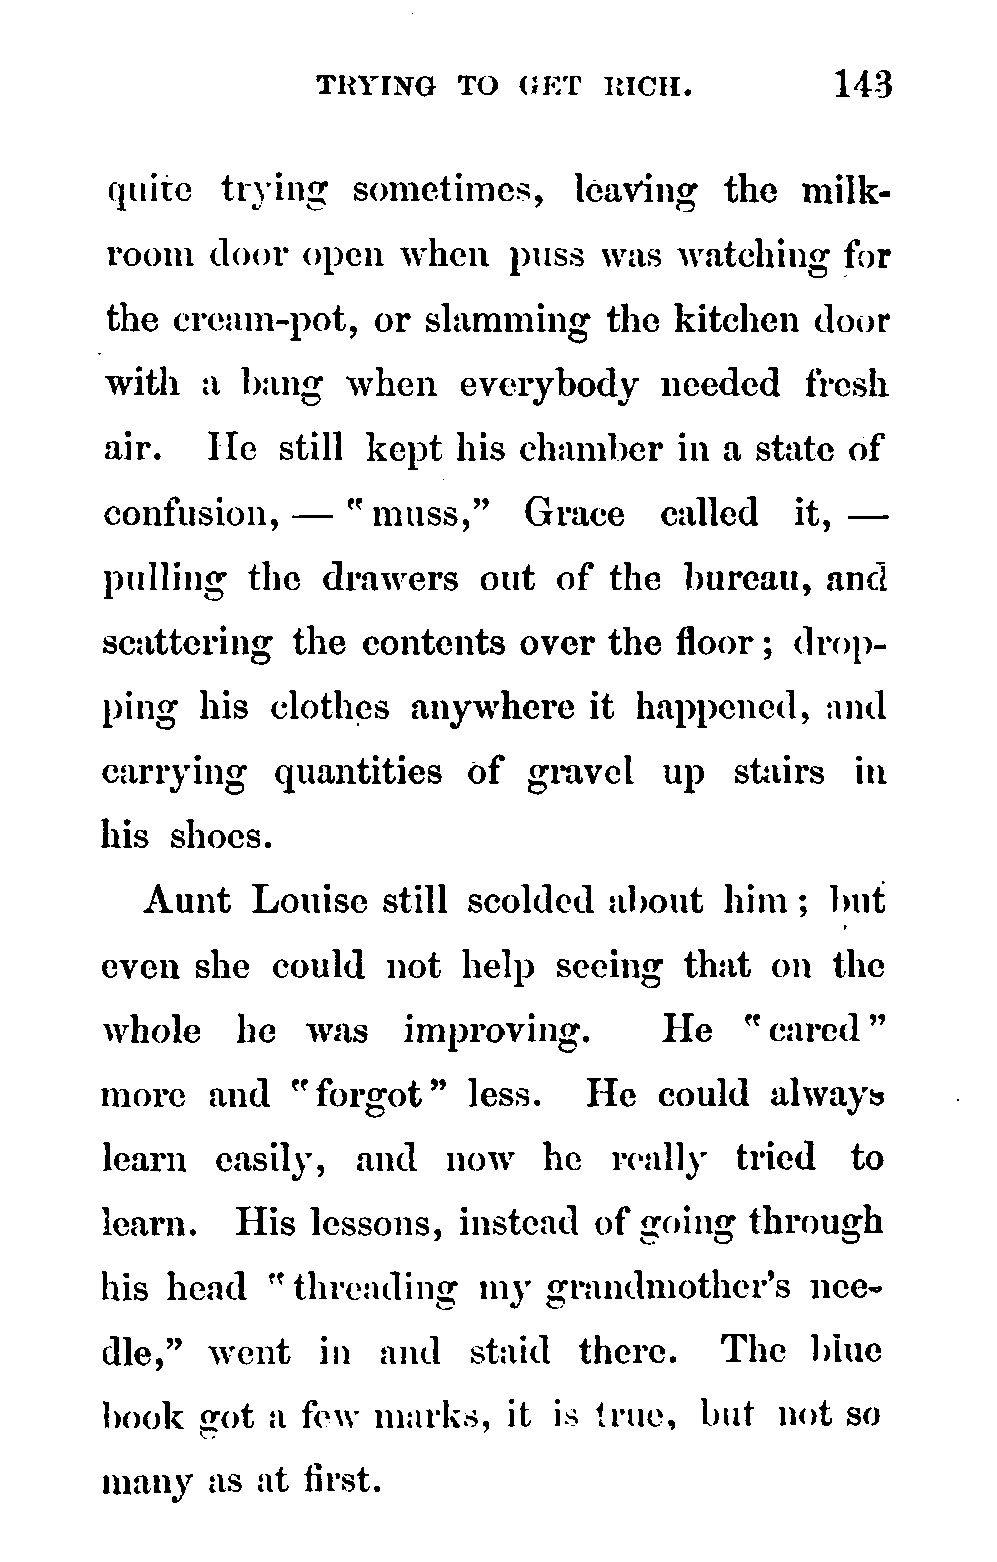 TRYING TO GET RICH. 143
quite trying sometimes, leaving the milk-
room door open when puss was watching for
the cream-pot, or slamming the kitchen door
with a bang when everybody needed fresh
air. He still kept his chamber in a state of
confusion, — "muss," Grace called it, —
pulling the drawers out of the bureau, and
scattering the contents over the floor; drop-
ping his clothes anywhere it happened, and
carrying quantities of gravel up stairs in
his shoes.
Aunt Louise still scolded about him; but
even she could not help seeing that on the
whole he was improving. He "cared"
more and "forgot" less. He could always
learn easily, and now he really tried to
learn. His lessons, instead of going through
his head "threading my grandmother's nee-
dle," went in and staid there. The blue
book got a few marks, it is true, but not so
many as at first.